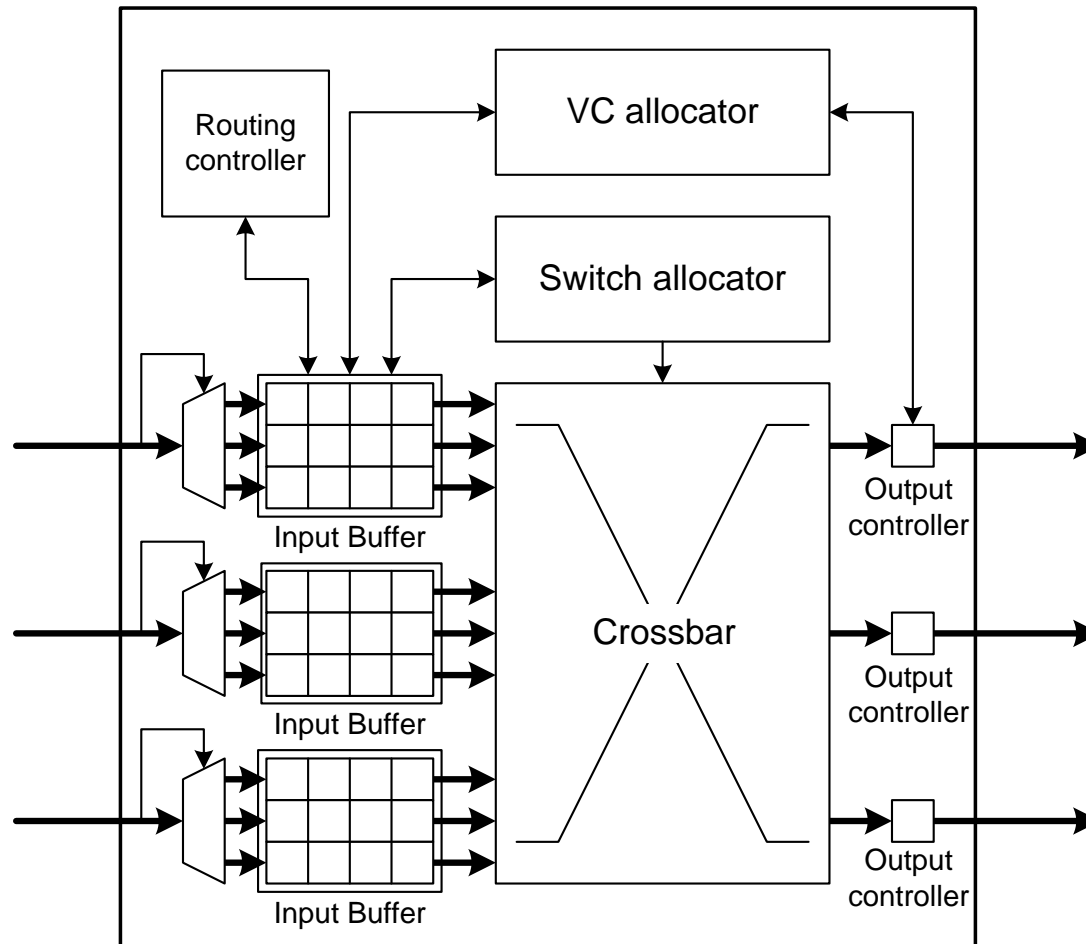 Routing
controller
VC allocator
Switch allocator
Input Buffer
Output
controller
Crossbar
Input Buffer
Output
controller
Input Buffer
Output
controller